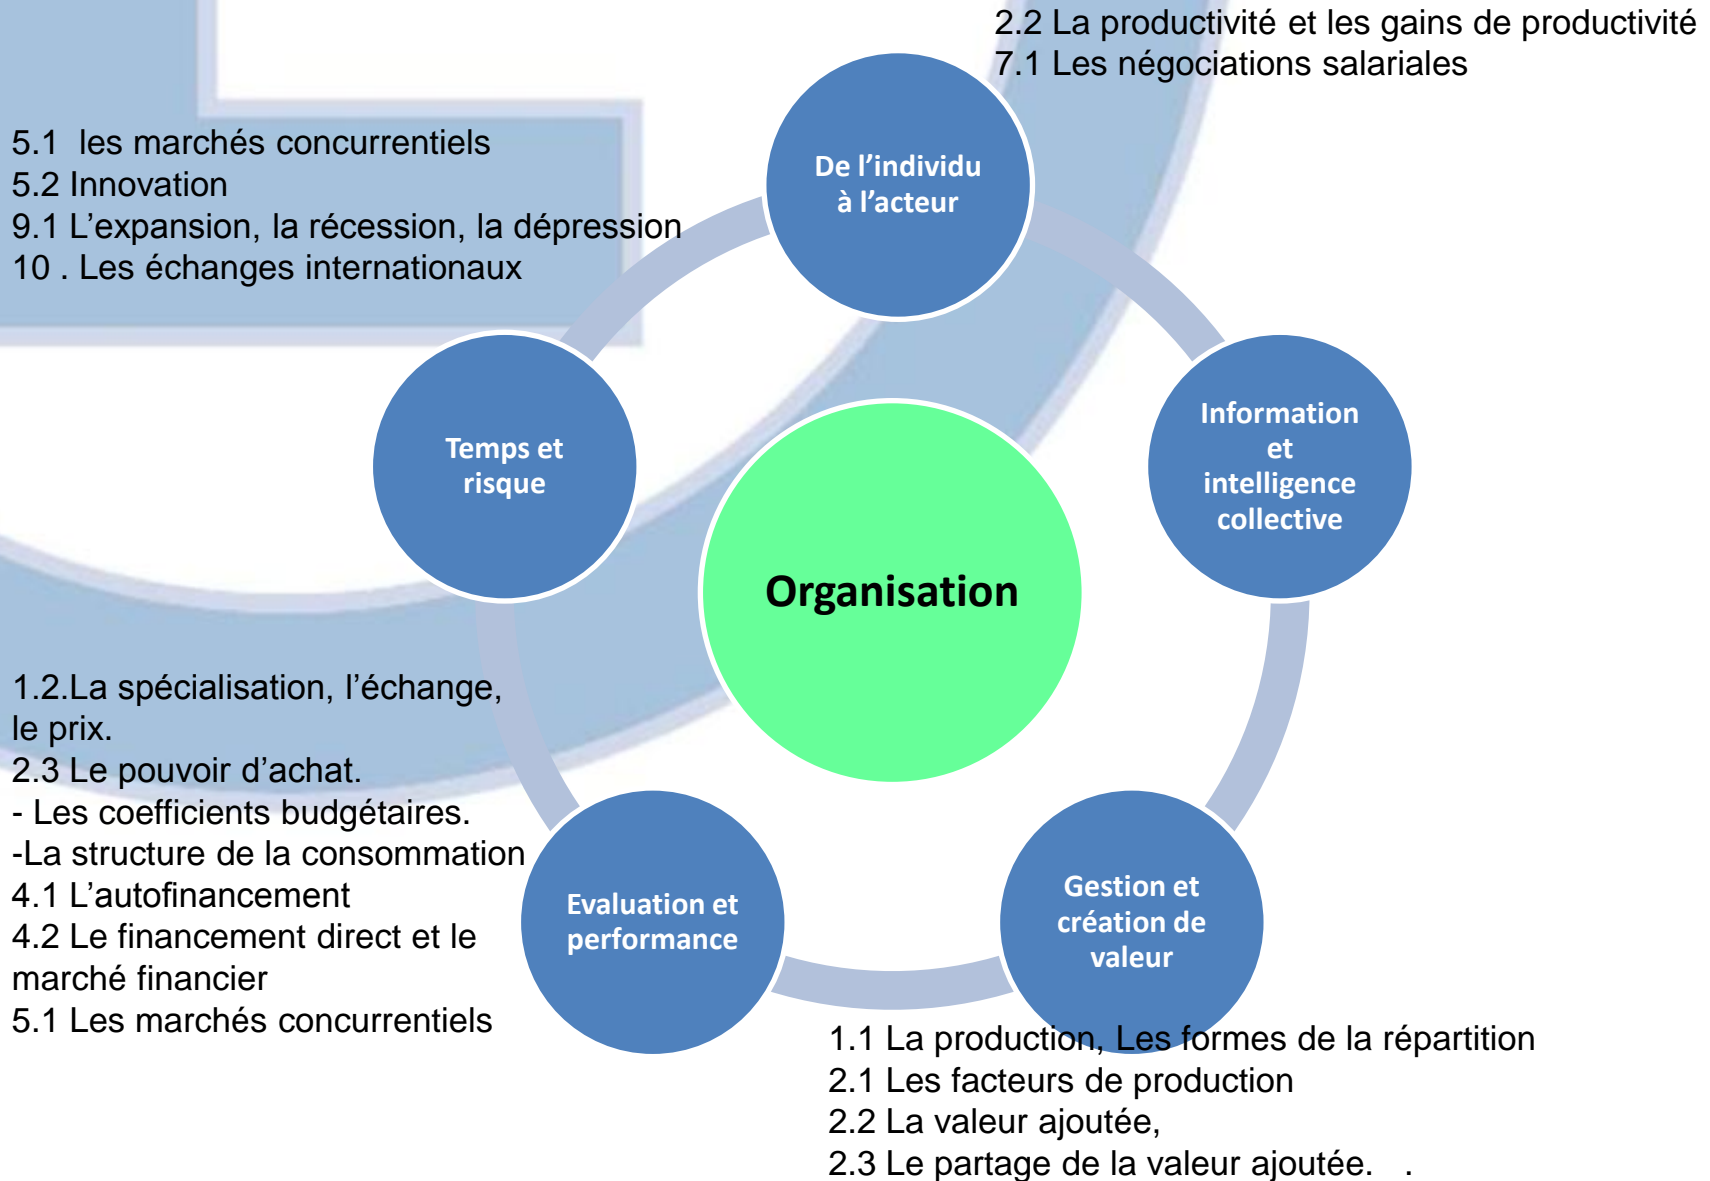 2.2 La productivité et les gains de productivité
7.1 Les négociations salariales
5.1  les marchés concurrentiels
5.2 Innovation
9.1 L’expansion, la récession, la dépression
10 . Les échanges internationaux
De l’individu
à l’acteur
Temps et
risque
Information
et
intelligence
collective
Organisation
1.2.La spécialisation, l’échange,
le prix.
2.3 Le pouvoir d’achat.
- Les coefficients budgétaires.
-La structure de la consommation
4.1 L’autofinancement
4.2 Le financement direct et le
marché financier
5.1 Les marchés concurrentiels
Evaluation et
performance
Gestion et
création de
valeur
1.1 La production, Les formes de la répartition
2.1 Les facteurs de production
2.2 La valeur ajoutée,
2.3 Le partage de la valeur ajoutée.   .